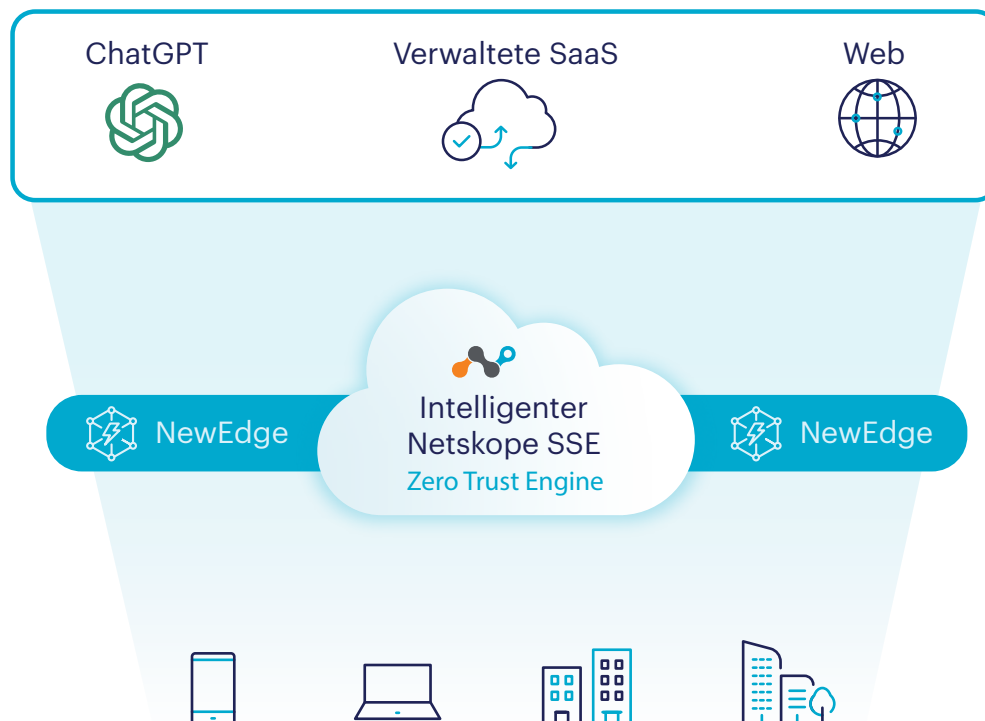 ChatGPT
Verwaltete SaaS
Web
NewEdge
Intelligenter
Netskope SSE
Zero Trust Engine
NewEdge